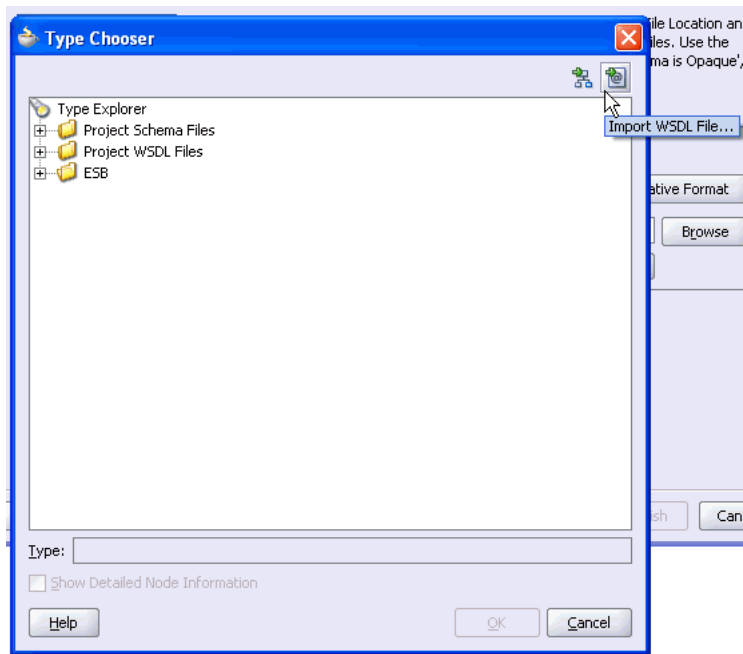 Type Chooser
ile Location an
iles. Use the
ma is Opaque',
Import WSDL File...
Type Explorer
Project Schema Files
Project WSDL Files
ESB
ative Format
Browse
ish
Can
Type:
Show Detailed Node Information
Help
OK
Cancel